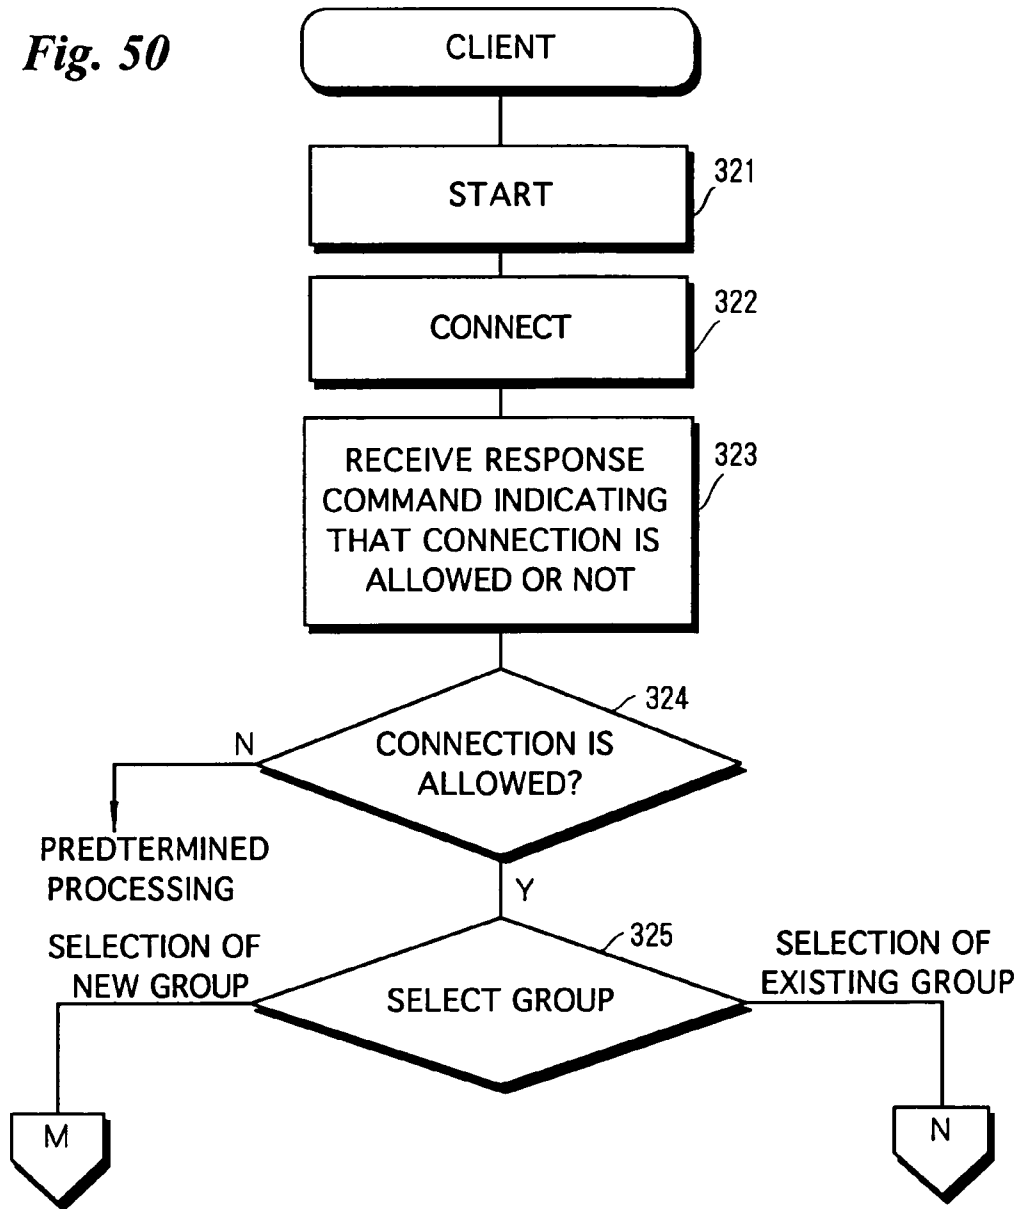 Fig. 50
CLIENT
START
321
CONNECT
322
RECEIVE RESPONSE
COMMAND INDICATING
THAT CONNECTION IS
ALLOWED OR NOT
323
324
CONNECTION IS
ALLOWED?
N
PREDTERMINED
PROCESSING
Y
325
SELECT GROUP
SELECTION OF
NEW GROUP
SELECTION OF
EXISTING GROUP
M
N